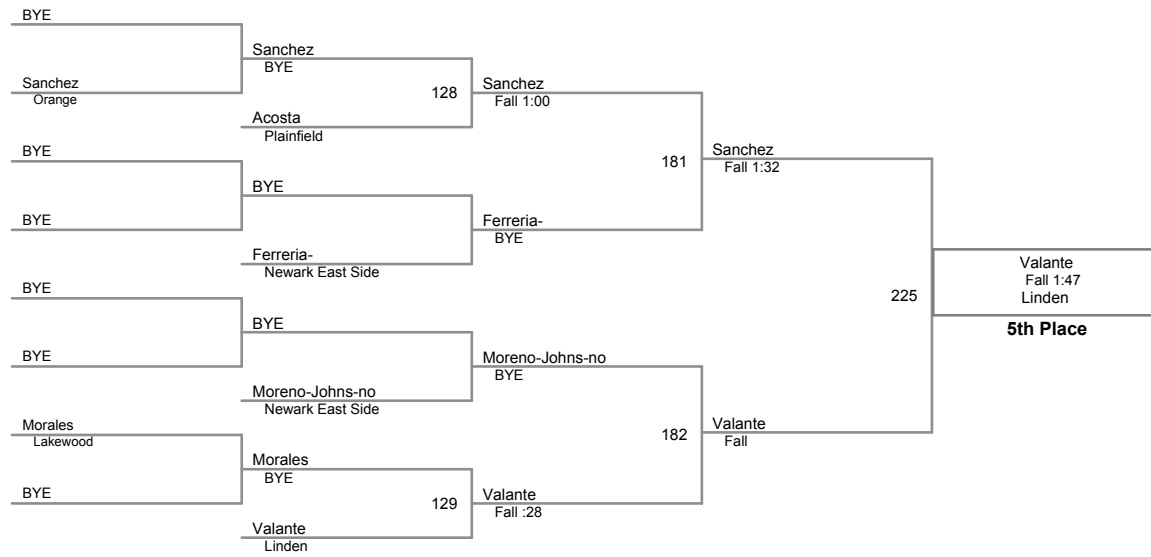 BYE
Sanchez
BYE
Sanchez
Orange
128
Sanchez
Fall 1:00
Acosta
Plainfield
BYE
181
Sanchez
Fall 1:32
BYE
BYE
Ferreria-
BYE
Ferreria-
Newark East Side
Valante
Fall 1:47
Linden
BYE
225
5th Place
BYE
BYE
Moreno-Johns-no
BYE
Moreno-Johns-no
Newark East Side
Morales
Lakewood
182
Valante
Fall
Morales
BYE
BYE
129
Valante
Fall :28
Valante
Linden